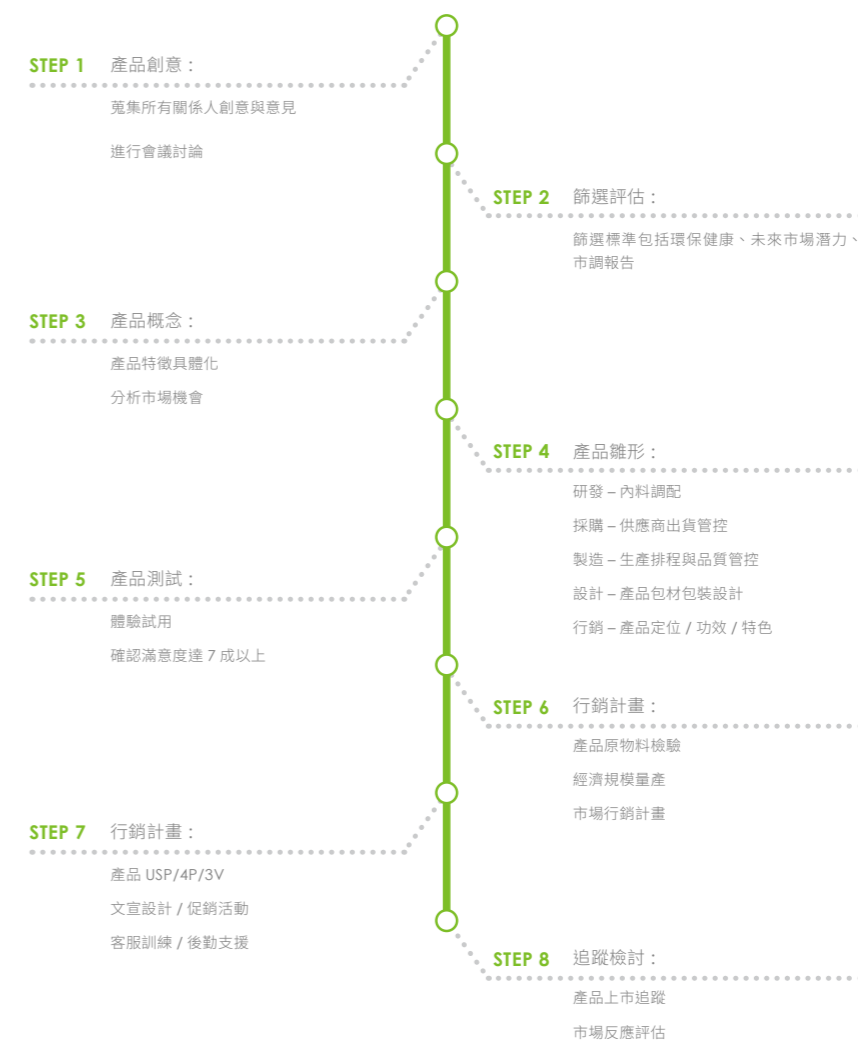 STEP 1 產品創意：
蒐集所有關係人創意與意見
進行會議討論
STEP 2 篩選評估：
篩選標準包括環保健康、未來市場潛力、
市調報告
STEP 3 產品概念：
產品特徵具體化
分析市場機會
STEP 4 產品雛形：
研發 – 內料調配
採購 – 供應商出貨管控
製造 – 生產排程與品質管控
設計 – 產品包材包裝設計
行銷 – 產品定位 / 功效 / 特色
STEP 5 產品測試：
體驗試用
確認滿意度達 7 成以上
STEP 6 行銷計畫：
產品原物料檢驗
經濟規模量產
市場行銷計畫
STEP 7 行銷計畫：
產品 USP/4P/3V
文宣設計 / 促銷活動
客服訓練 / 後勤支援
STEP 8 追蹤檢討：
產品上市追蹤
市場反應評估